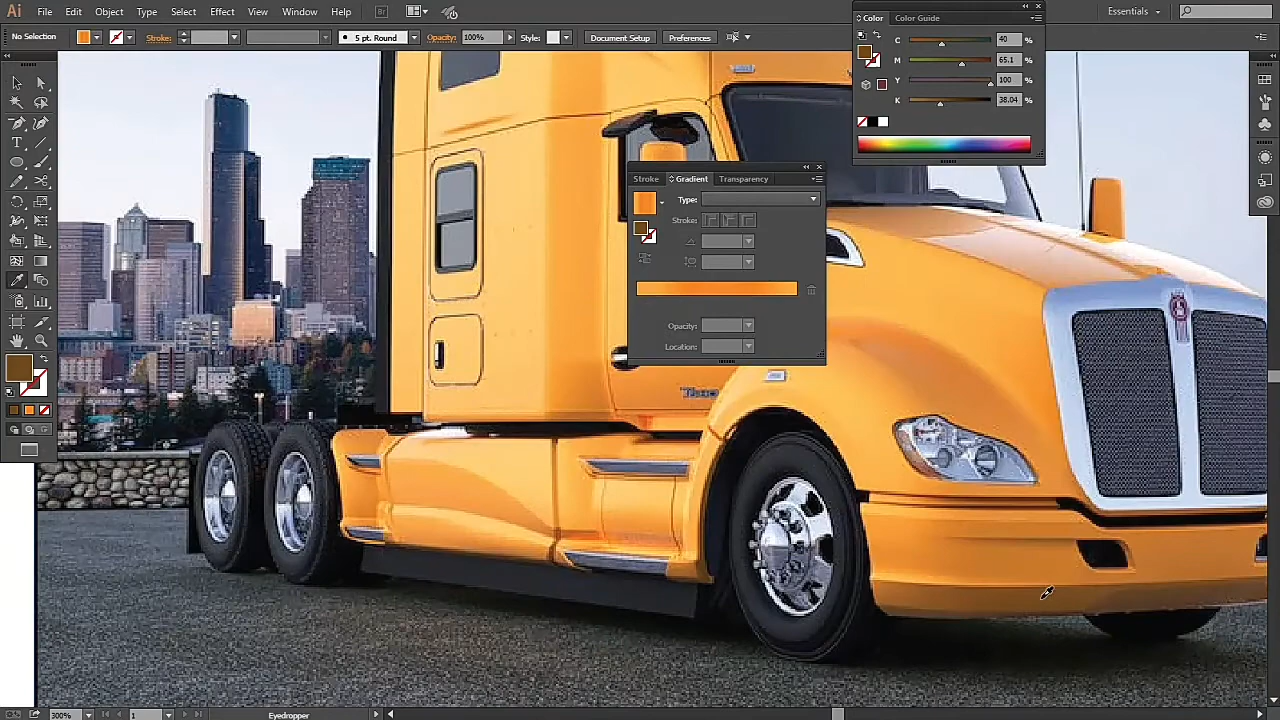 Ai File Edit Object Type Select Effect View Window Help Br Essentials
No Selection Stroke: 5 pt. Round Opacity: 100% Style: Document Setup Preferences
Color Color Guide
C 40 %
M 65.1 %
Y 100 %
K 38.04 %
Stroke Gradient Transparency
Type:
Stroke:
Opacity:
Location:
300% 1 Eyedropper